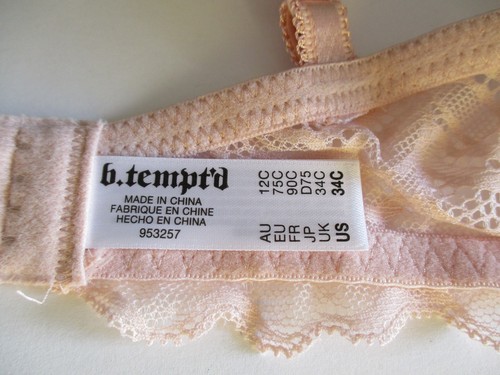 b.tempt'd
MADE IN CHINA
FABRIQUE EN CHINE
HECHO EN CHINA
953257
AU 12C
EU 75C
FR 90C
JP D75
UK 34C
US 34C